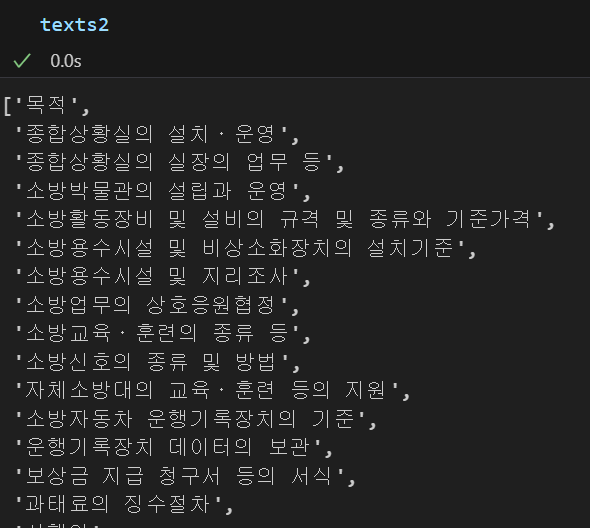 texts2
0.0s
['목적',
'종합상황실의 설치ㆍ운영',
'종합상황실의 실장의 업무 등',
'소방박물관의 설립과 운영',
'소방활동장비 및 설비의 규격 및 종류와 기준가격',
'소방용수시설 및 비상소화장치의 설치기준',
'소방용수시설 및 지리조사',
'소방업무의 상호응원협정',
'소방교육ㆍ훈련의 종류 등',
'소방신호의 종류 및 방법',
'자체소방대의 교육ㆍ훈련 등의 지원',
'소방자동차 운행기록장치의 기준',
'운행기록장치 데이터의 보관',
'보상금 지급 청구서 등의 서식',
'과태료의 징수절차',